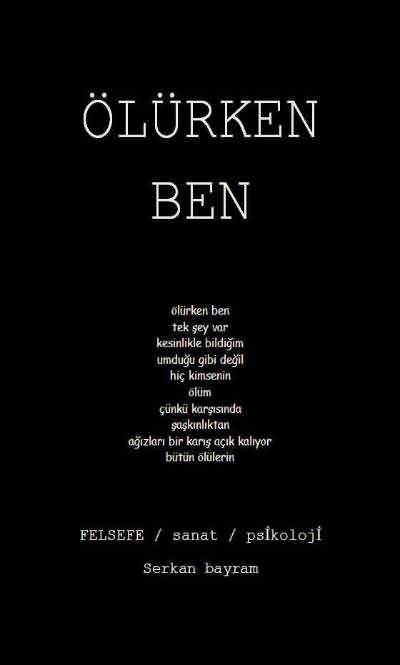 ÖLÜRKEN
BEN
ölürken ben
tek şey var
kesinlikle bildiğim
umduğu gibi değil
hiç kimsenin
ölüm
çünkü karşısında
şaşkınlıktan
ağızları bir karış açık kalıyor
bütün ölülerin
FELSEFE / sanat / psİkolojİ
Serkan bayram